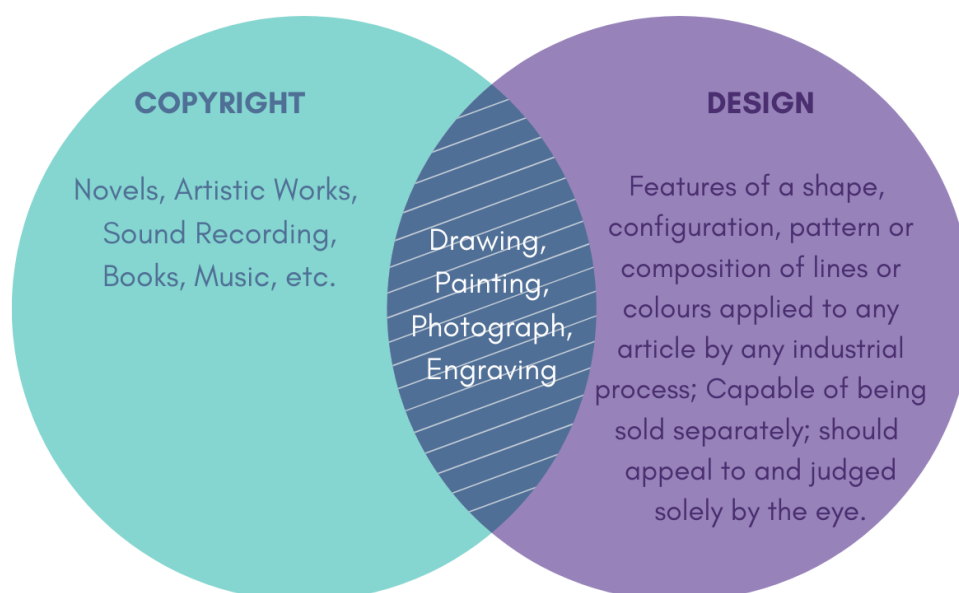 COPYRIGHT
Novels, Artistic Works,
Sound Recording,
Books, Music, etc.
Drawing,
Painting,
Photograph,
Engraving
DESIGN
Features of a shape,
configuration, pattern or
composition of lines or
colours applied to any
article by any industrial
process; Capable of being
sold separately; should
appeal to and judged
solely by the eye.